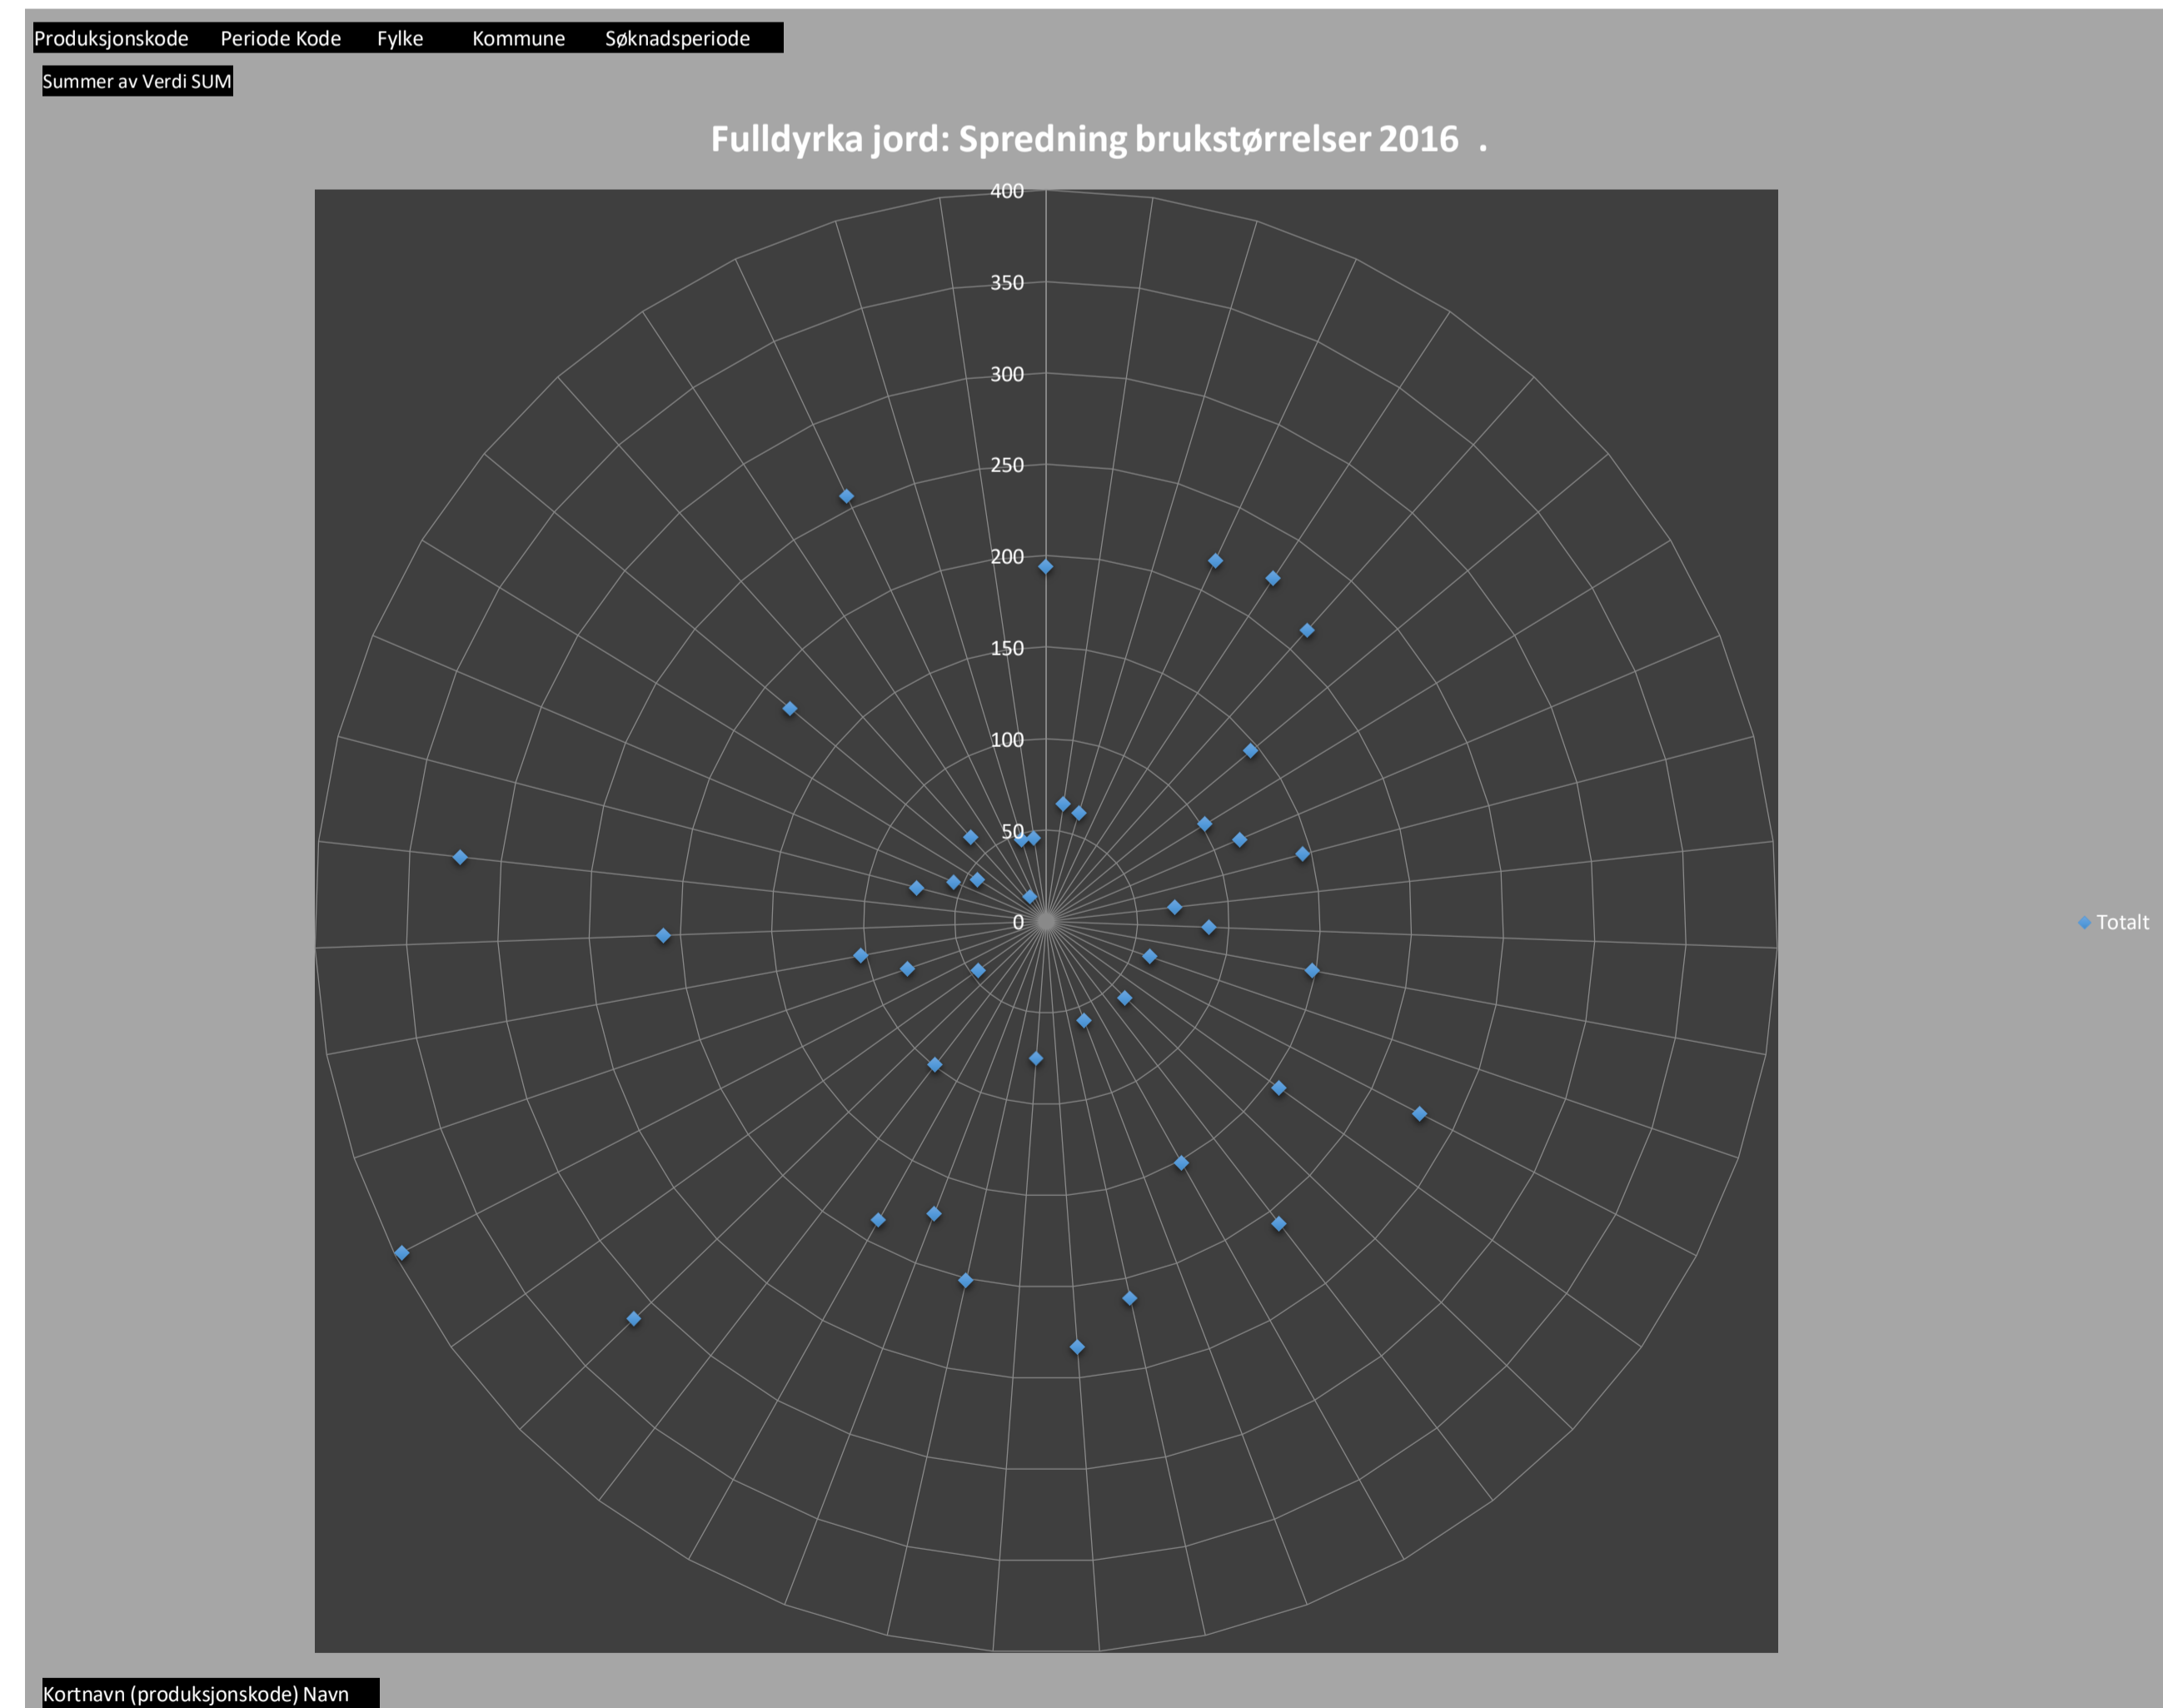 Produksjonskode Periode Kode Fylke Kommune Søknadsperiode
Summer av Verdi SUM
Fulldyrka jord: Spredning brukstørrelser 2016 .
400
350
300
250
200
150
100
50
0
Totalt
Kortnavn (produksjonskode) Navn